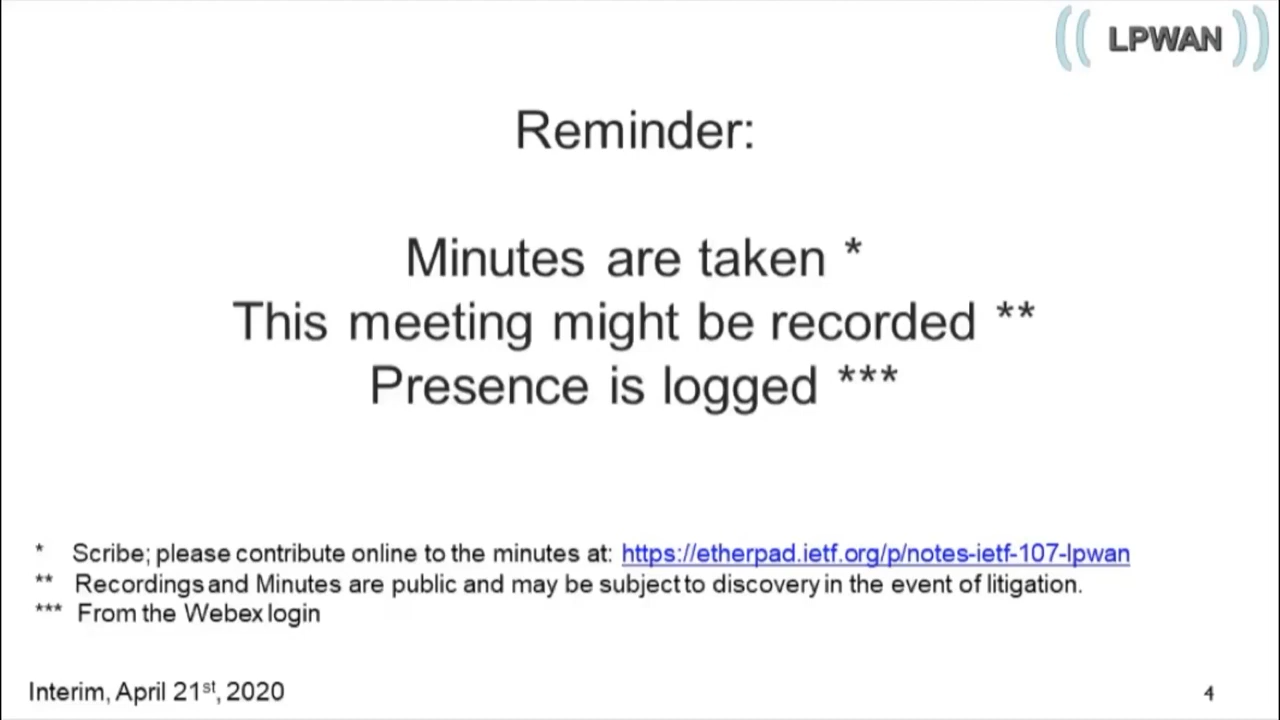 LPWAN
Reminder:
Minutes are taken *
This meeting might be recorded **
Presence is logged ***
* Scribe; please contribute online to the minutes at: https://etherpad.ietf.org/p/notes-ietf-107-lpwan
** Recordings and Minutes are public and may be subject to discovery in the event of litigation.
*** From the Webex login
Interim, April 21st, 2020
4